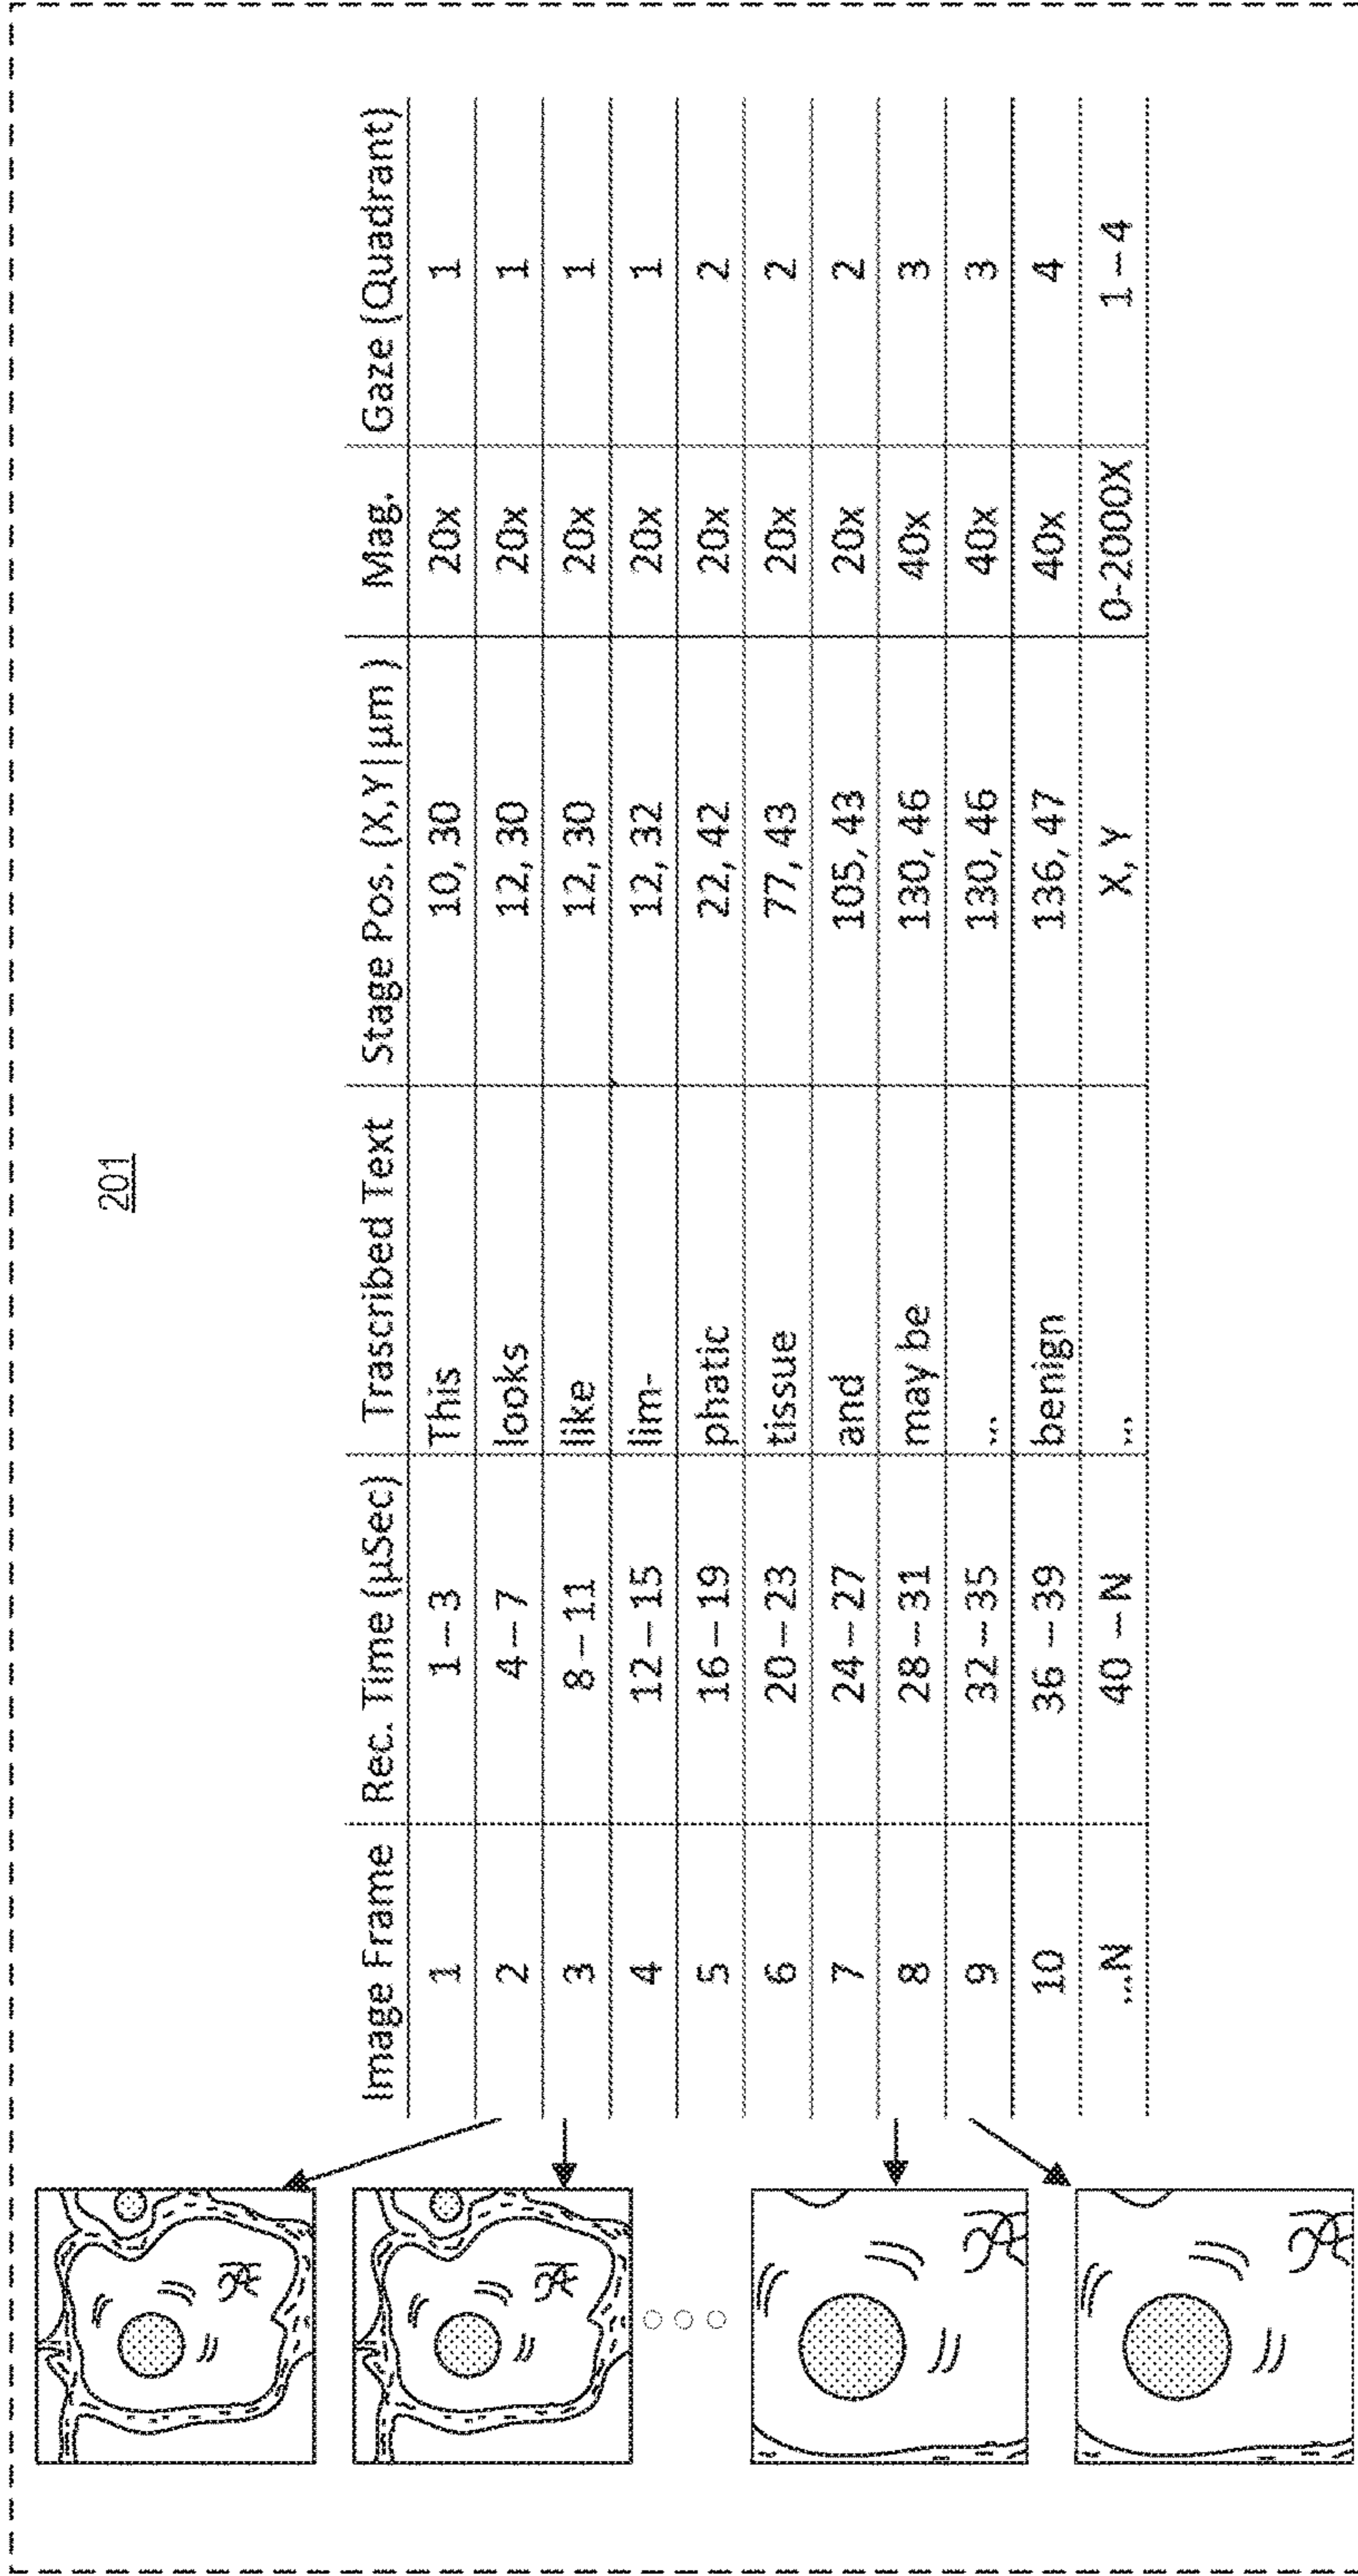 201
Image Frame Rec. Time (µSec) Trascribed Text Stage Pos. (X,Y|µm ) Mag. Gaze (Quadrant)
1 1 – 3 This 10, 30 20x 1
2 4 – 7 looks 12, 30 20x 1
3 8 – 11 like 12, 30 20x 1
4 12 – 15 lim- 12, 32 20x 1
5 16 – 19 phatic 22, 42 20x 2
6 20 – 23 tissue 77, 43 20x 2
7 24 – 27 and 105, 43 20x 2
8 28 – 31 may be 130, 46 40x 3
9 32 – 35 ... 130, 46 40x 3
10 36 – 39 benign 136, 47 40x 4
...N 40 – N ... X, Y 0-2000X 1 – 4